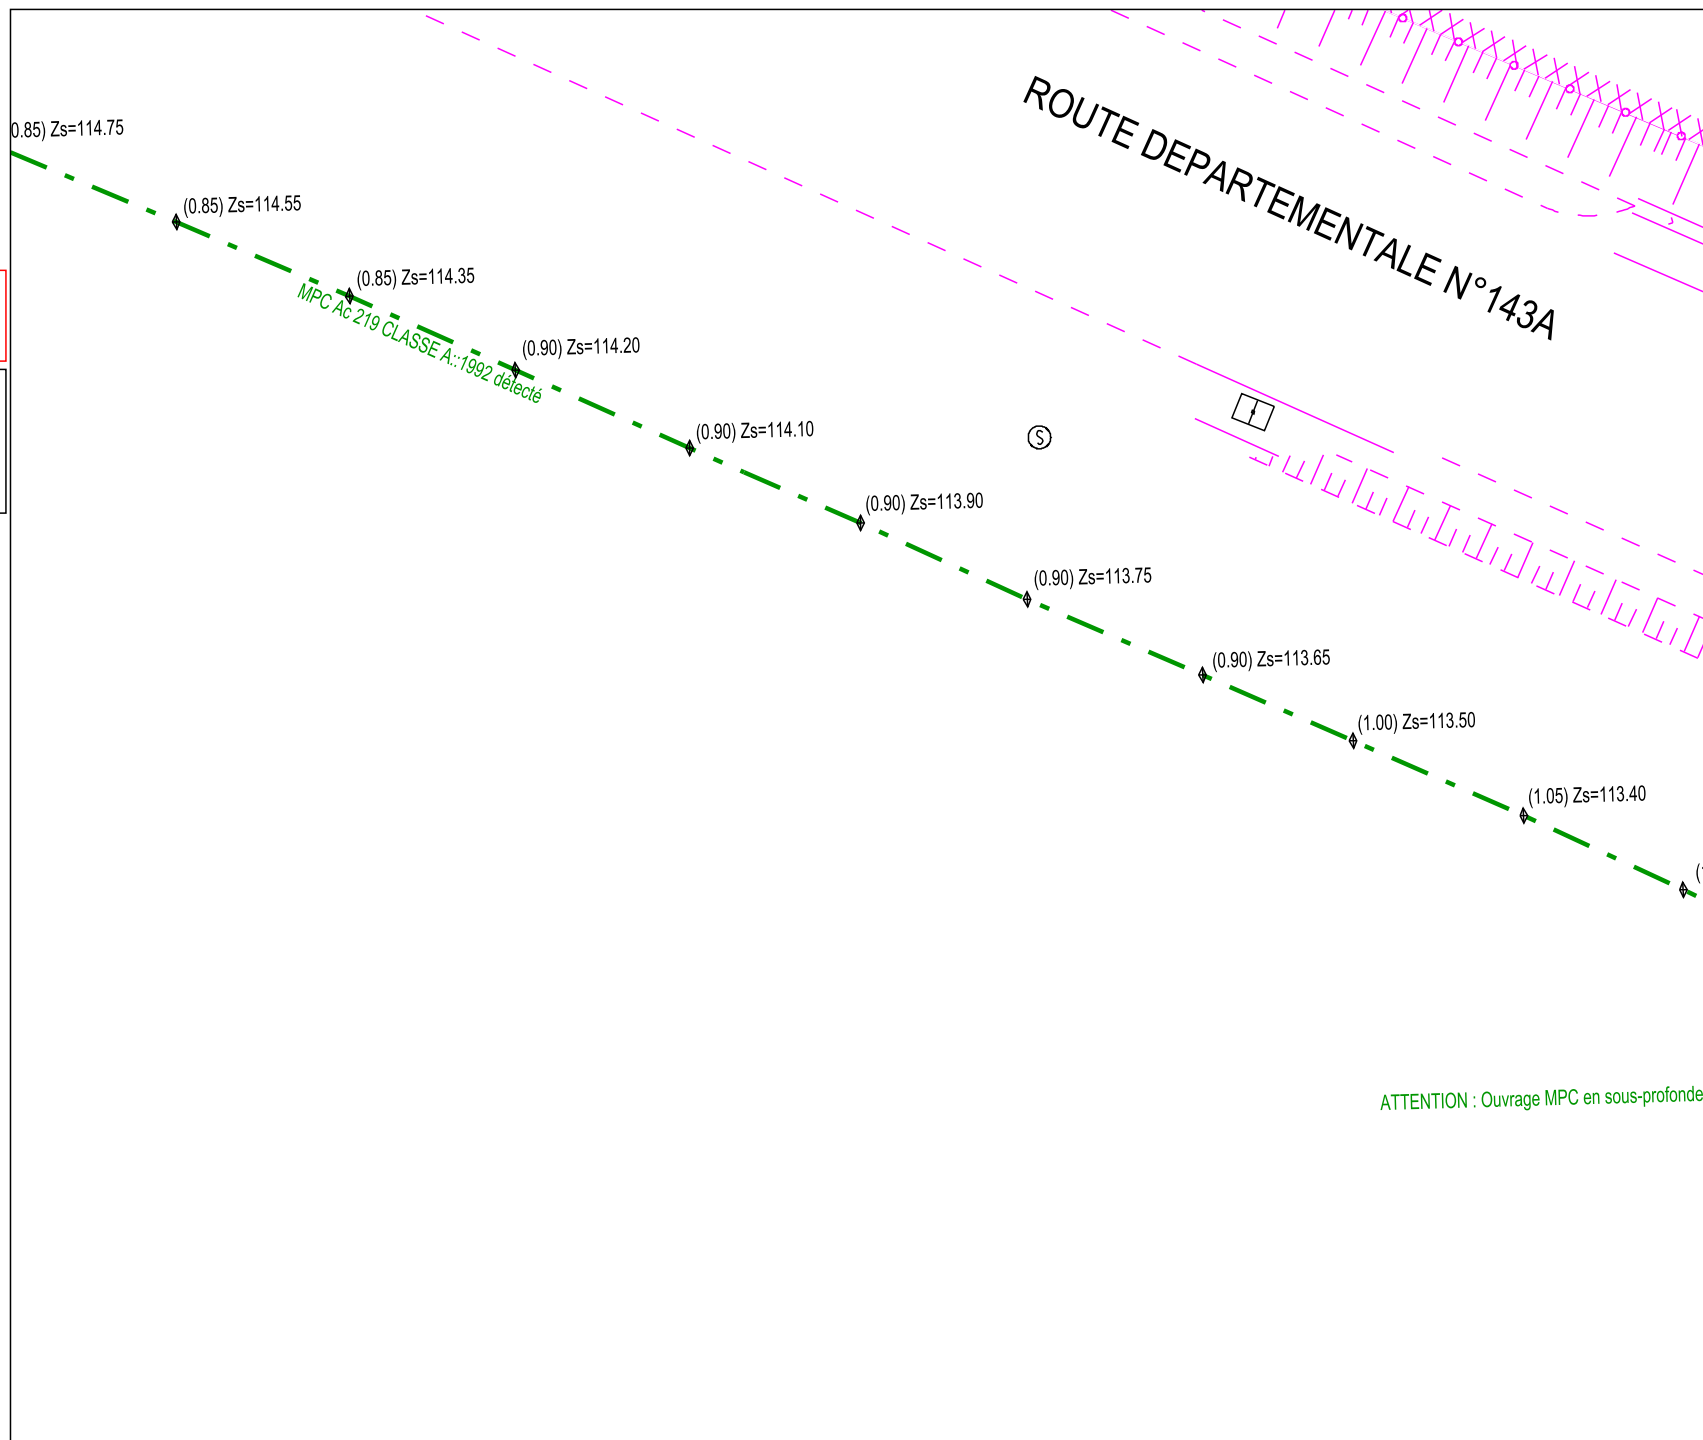 0.85) Zs=114.75
ROUTE DEPARTEMENTALE N°143A
(0.85) Zs=114.55
(0.85) Zs=114.35
MPC Ac 219 CLASSE A.:1992 détecté
(0.90) Zs=114.20
(0.90) Zs=114.10
S
(0.90) Zs=113.90
(0.90) Zs=113.75
(0.90) Zs=113.65
(1.00) Zs=113.50
(1.05) Zs=113.40
ATTENTION : Ouvrage MPC en sous-profonde